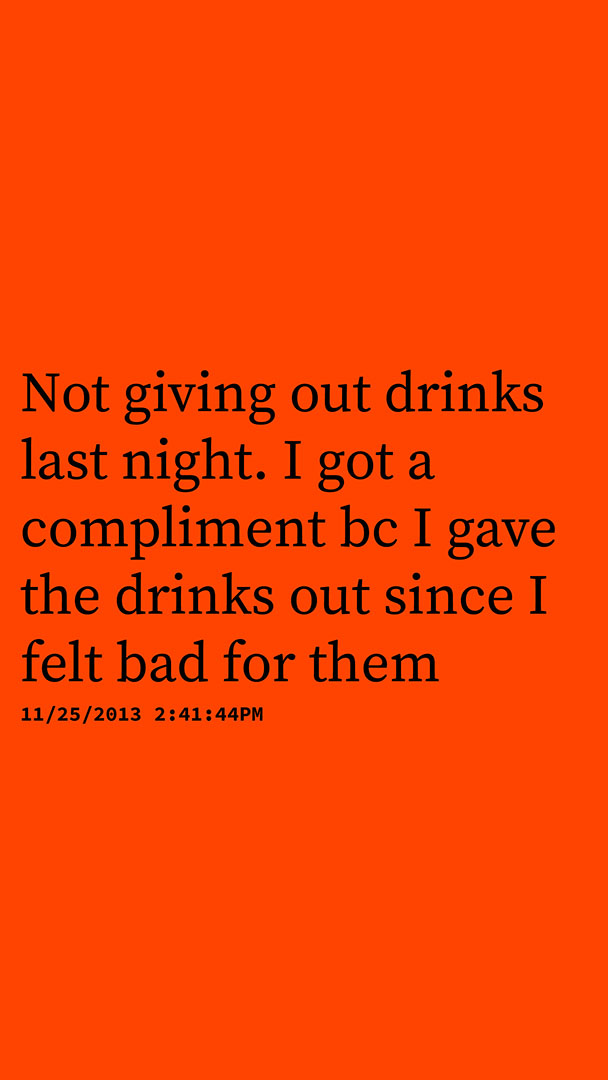 Not giving out drinks
last night. I got a
compliment bc I gave
the drinks out since I
felt bad for them
11/25/2013 2:41:44PM